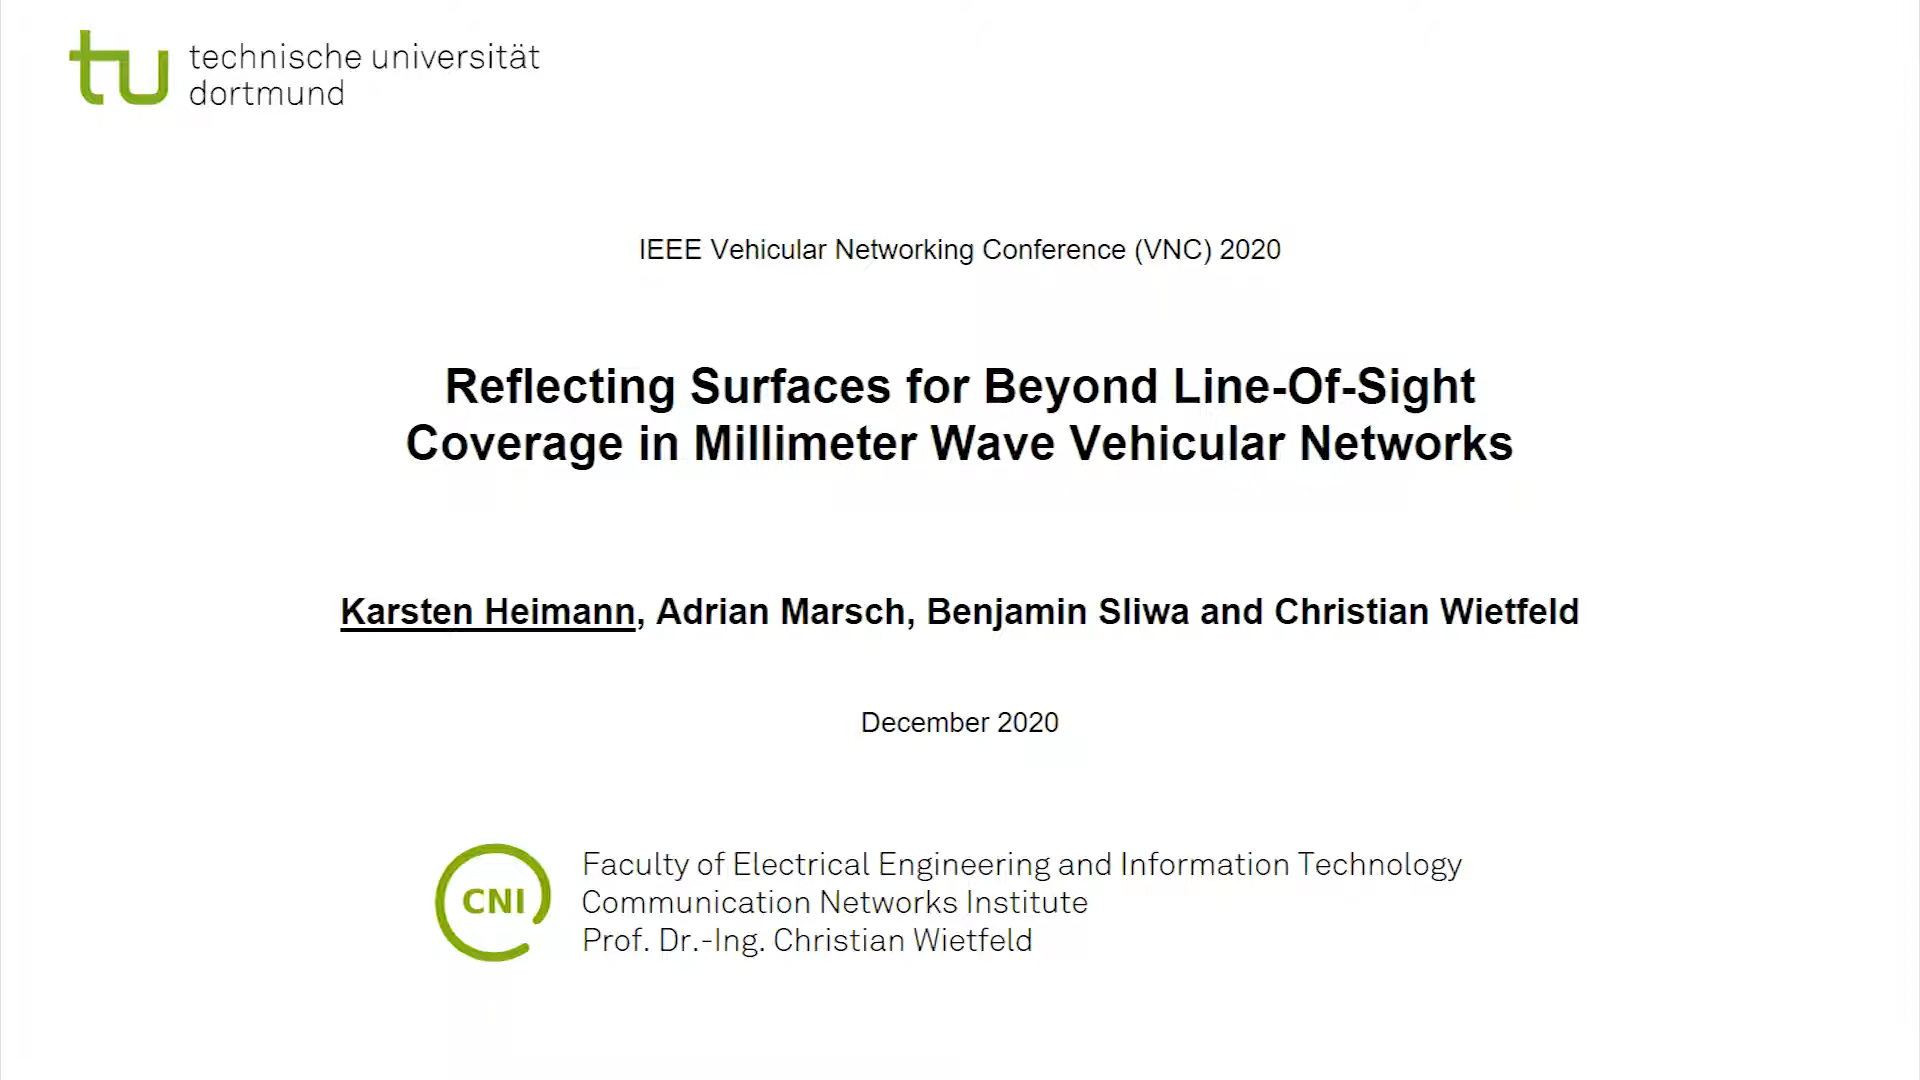 tu technische universität
dortmund
IEEE Vehicular Networking Conference (VNC) 2020
Reflecting Surfaces for Beyond Line-Of-Sight
Coverage in Millimeter Wave Vehicular Networks
Karsten Heimann, Adrian Marsch, Benjamin Sliwa and Christian Wietfeld
December 2020
CNI
Faculty of Electrical Engineering and Information Technology
Communication Networks Institute
Prof. Dr.-Ing. Christian Wietfeld